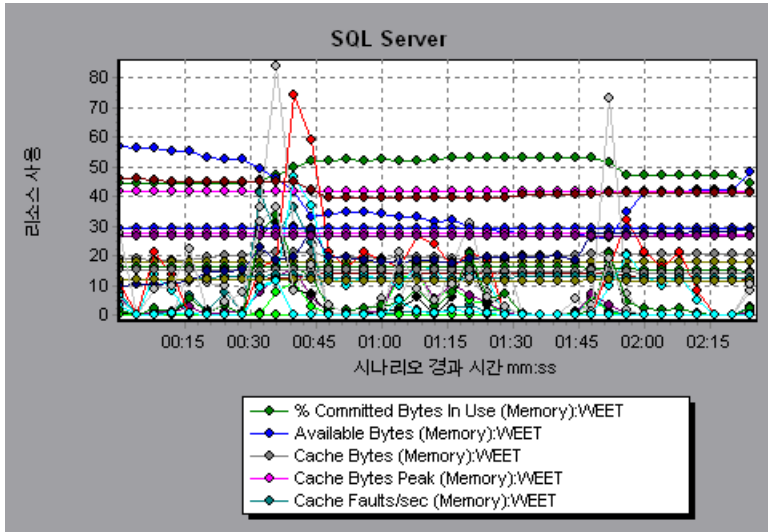 SQL Server
80
70
60
50
40
30
20
10
0
리소스 사용
00:15 00:30 00:45 01:00 01:15 01:30 01:45 02:00 02:15
시나리오 경과 시간 mm:ss
% Committed Bytes In Use (Memory):WEET
Available Bytes (Memory):WEET
Cache Bytes (Memory):WEET
Cache Bytes Peak (Memory):WEET
Cache Faults/sec (Memory):WEET